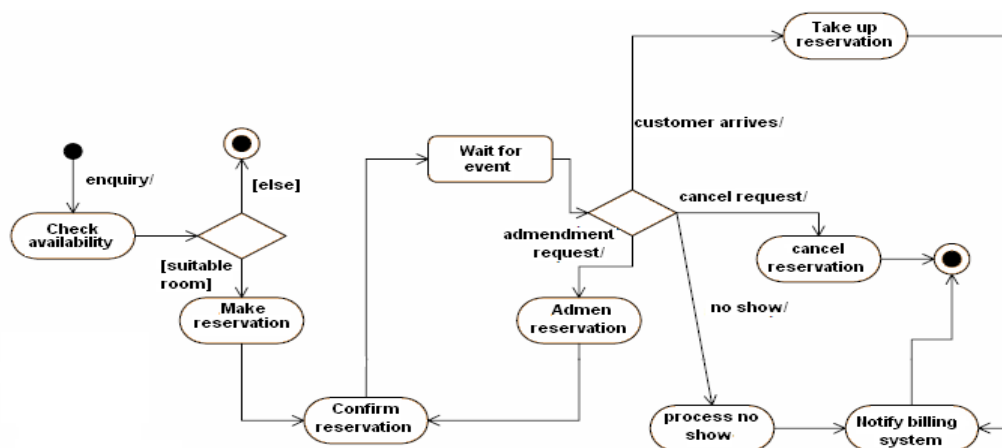 Take up
reservation
customer arrives/
Wait for
event
enquiry/
[else]
Check
availability
cancel request/
admendment
request/
cancel
reservation
[suitable
room]
Make
reservation
Admen
reservation
no show/
Confirm
reservation
process no
show
Notify billing
system